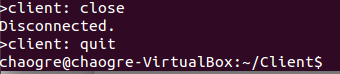 >client: close
Disconnected.
>client: quit
chaogre@chaogre-VirtualBox:~/Client$